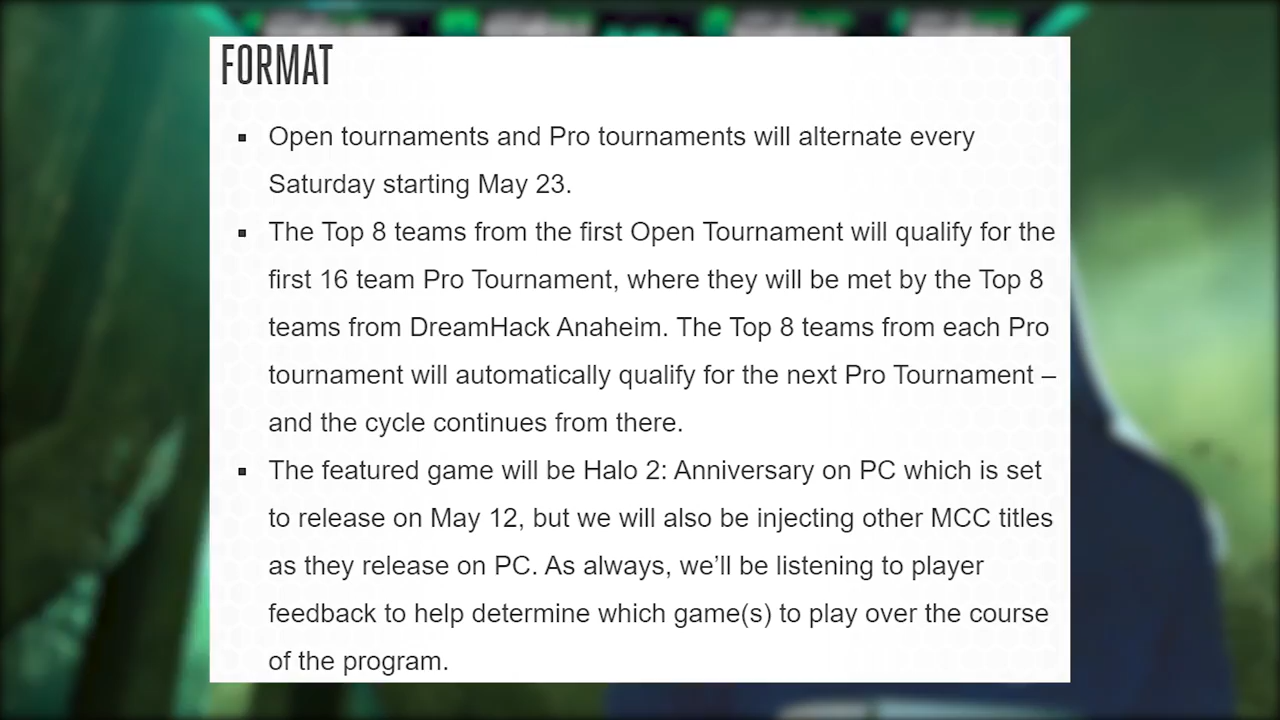 FORMAT
▪ Open tournaments and Pro tournaments will alternate every
Saturday starting May 23.
▪ The Top 8 teams from the first Open Tournament will qualify for the
first 16 team Pro Tournament, where they will be met by the Top 8
teams from DreamHack Anaheim. The Top 8 teams from each Pro
tournament will automatically qualify for the next Pro Tournament –
and the cycle continues from there.
▪ The featured game will be Halo 2: Anniversary on PC which is set
to release on May 12, but we will also be injecting other MCC titles
as they release on PC. As always, we’ll be listening to player
feedback to help determine which game(s) to play over the course
of the program.